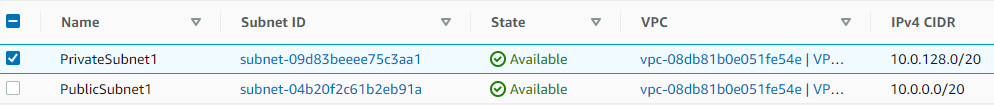 Name Subnet ID State VPC IPv4 CIDR
PrivateSubnet1 subnet-09d83beeee75c3aa1 Available vpc-08db81b0e051fe54e | VP… 10.0.128.0/20
PublicSubnet1 subnet-04b20f2c61b2eb91a Available vpc-08db81b0e051fe54e | VP… 10.0.0.0/20